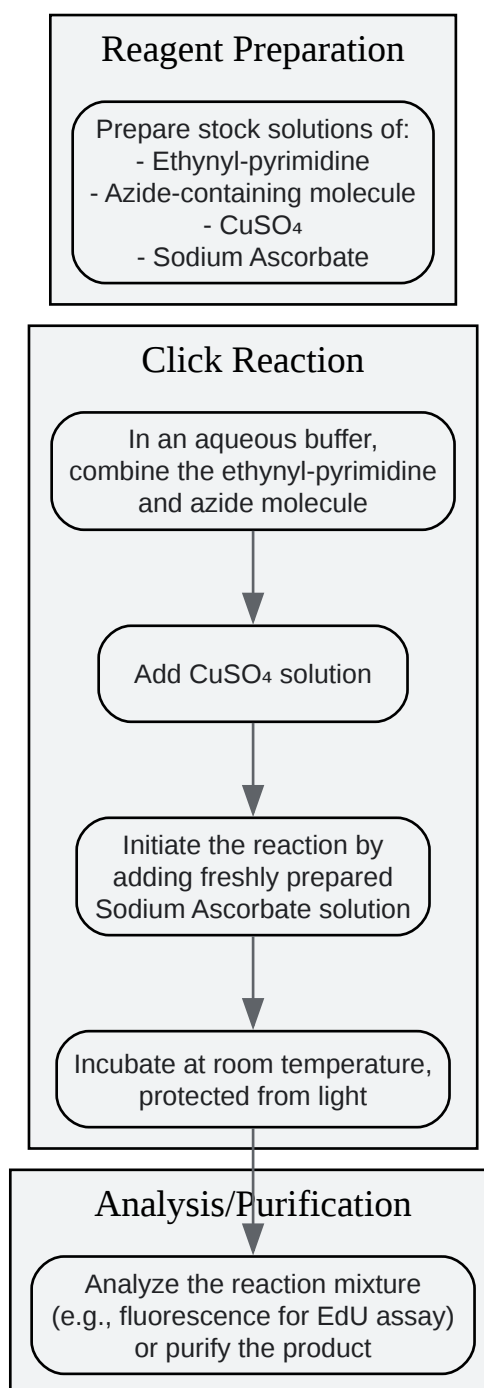 Reagent Preparation
Prepare stock solutions of:
- Ethynyl-pyrimidine
- Azide-containing molecule
- CuSO₄
- Sodium Ascorbate
Click Reaction
In an aqueous buffer,
combine the ethynyl-pyrimidine
and azide molecule
Add CuSO₄ solution
Initiate the reaction by
adding freshly prepared
Sodium Ascorbate solution
Incubate at room temperature,
protected from light
Analysis/Purification
Analyze the reaction mixture
(e.g., fluorescence for EdU assay)
or purify the product